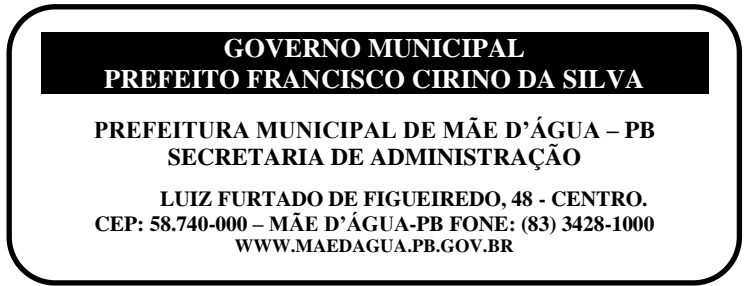 GOVERNO MUNICIPAL
PREFEITO FRANCISCO CIRINO DA SILVA
PREFEITURA MUNICIPAL DE MÃE D’ÁGUA – PB
SECRETARIA DE ADMINISTRAÇÃO
LUIZ FURTADO DE FIGUEIREDO, 48 - CENTRO.
CEP: 58.740-000 – MÃE D’ÁGUA-PB FONE: (83) 3428-1000
WWW.MAEDAGUA.PB.GOV.BR